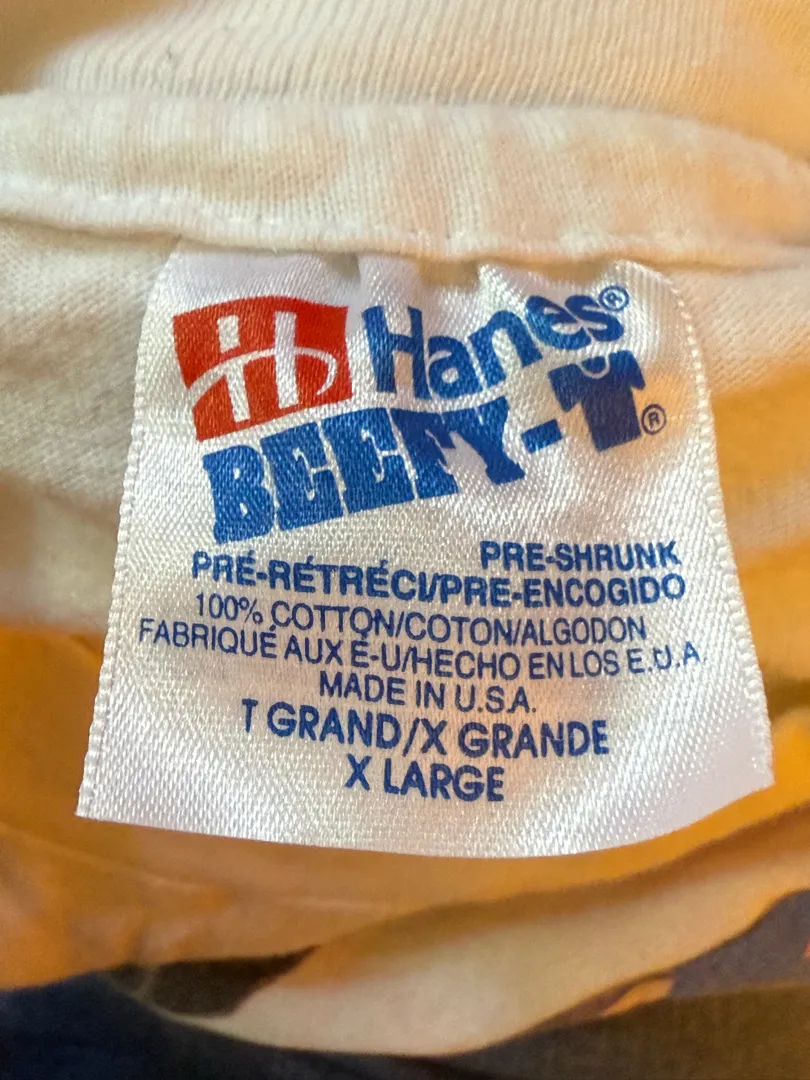 Hanes®
BEEFY-T®
PRE-SHRUNK
PRÉ-RÉTRÉCI/PRE-ENCOGIDO
100% COTTON/COTON/ALGODON
FABRIQUÉ AUX É-U/HECHO EN LOS E.U.A.
MADE IN U.S.A.
T GRAND/X GRANDE
X LARGE